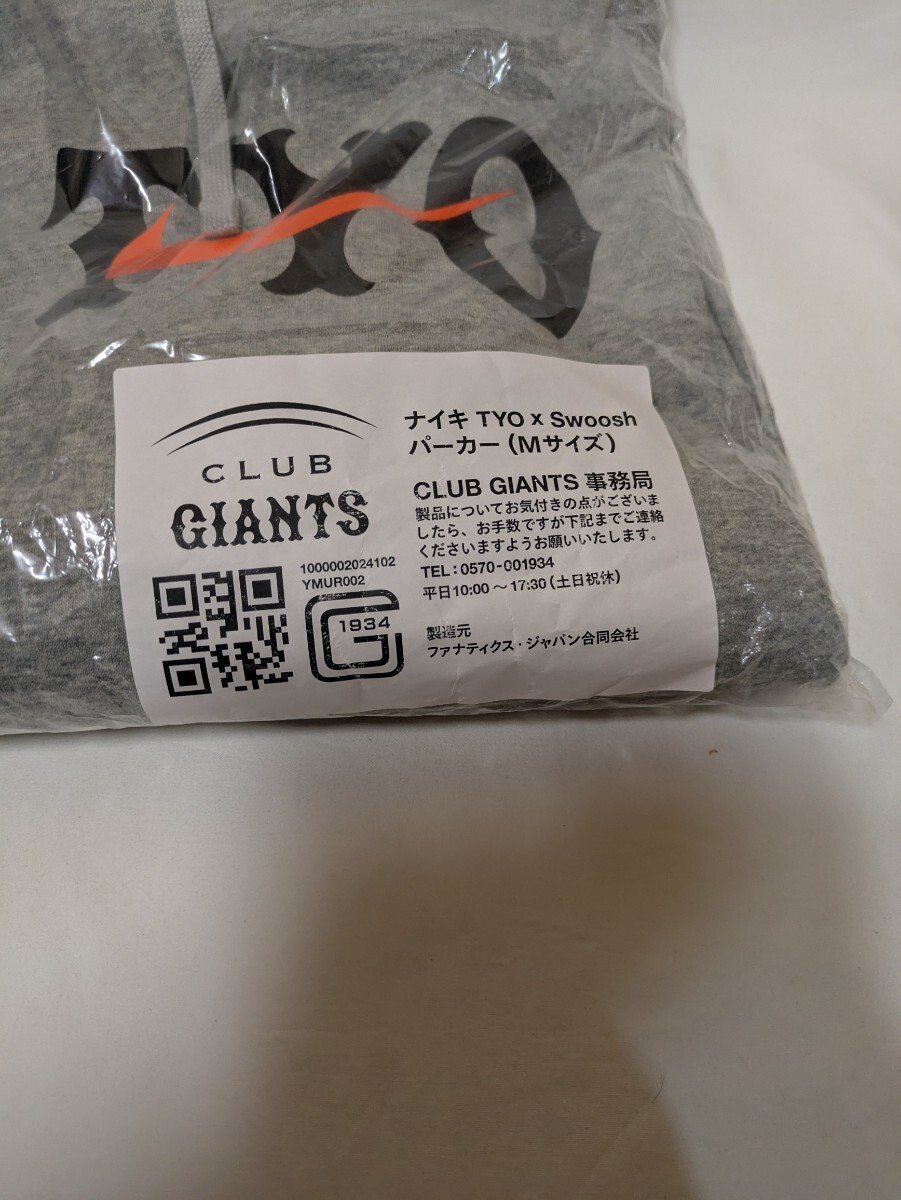 TYO
CLUB
GIANTS
1000002024102
YMUR002
1934
ナイキ TYO x Swoosh
パーカー（Mサイズ）
CLUB GIANTS 事務局
製品についてお気付きの点がございま
したら、お手数ですが下記までご連絡
くださいますようお願いいたします。
TEL：0570-001934
平日10:00 〜 17:30（土日祝休）
製造元
ファナティクス・ジャパン合同会社